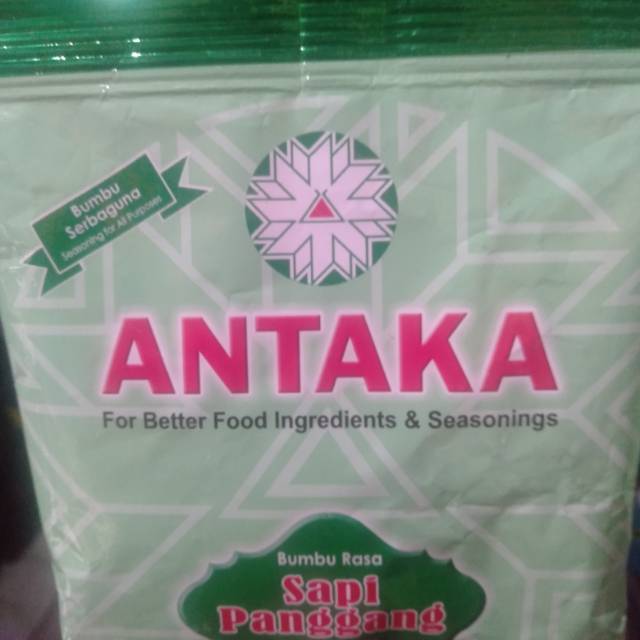 Bumbu
Serbaguna
Seasoning for All Purposes
ANTAKA
For Better Food Ingredients & Seasonings
Bumbu Rasa
Sapi
Panggang